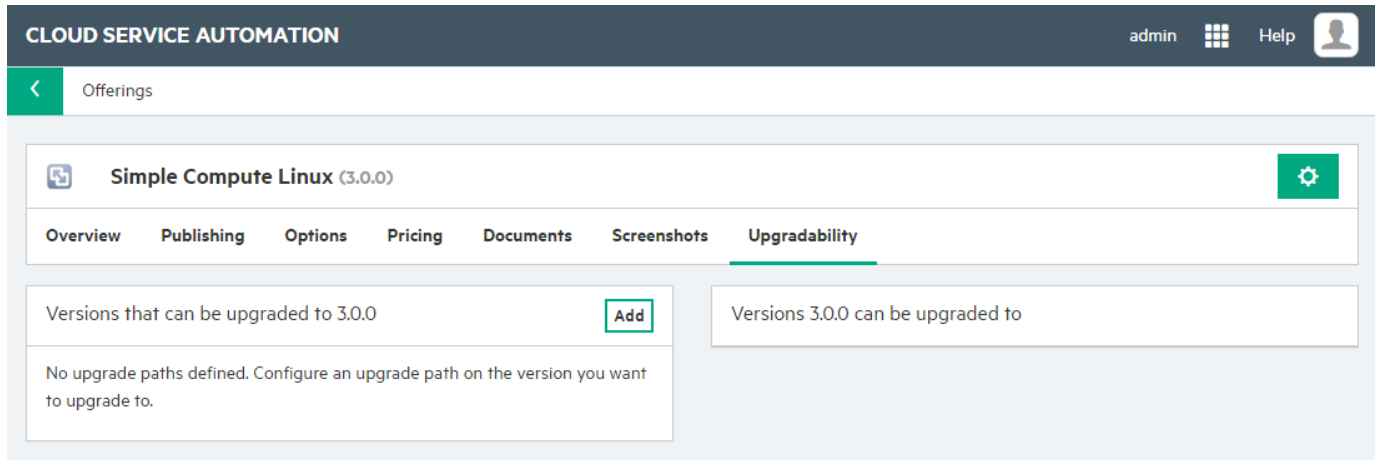 CLOUD SERVICE AUTOMATION admin Help
Offerings
Simple Compute Linux (3.0.0)
Overview Publishing Options Pricing Documents Screenshots Upgradability
Versions that can be upgraded to 3.0.0 Add
Versions 3.0.0 can be upgraded to
No upgrade paths defined. Configure an upgrade path on the version you want
to upgrade to.